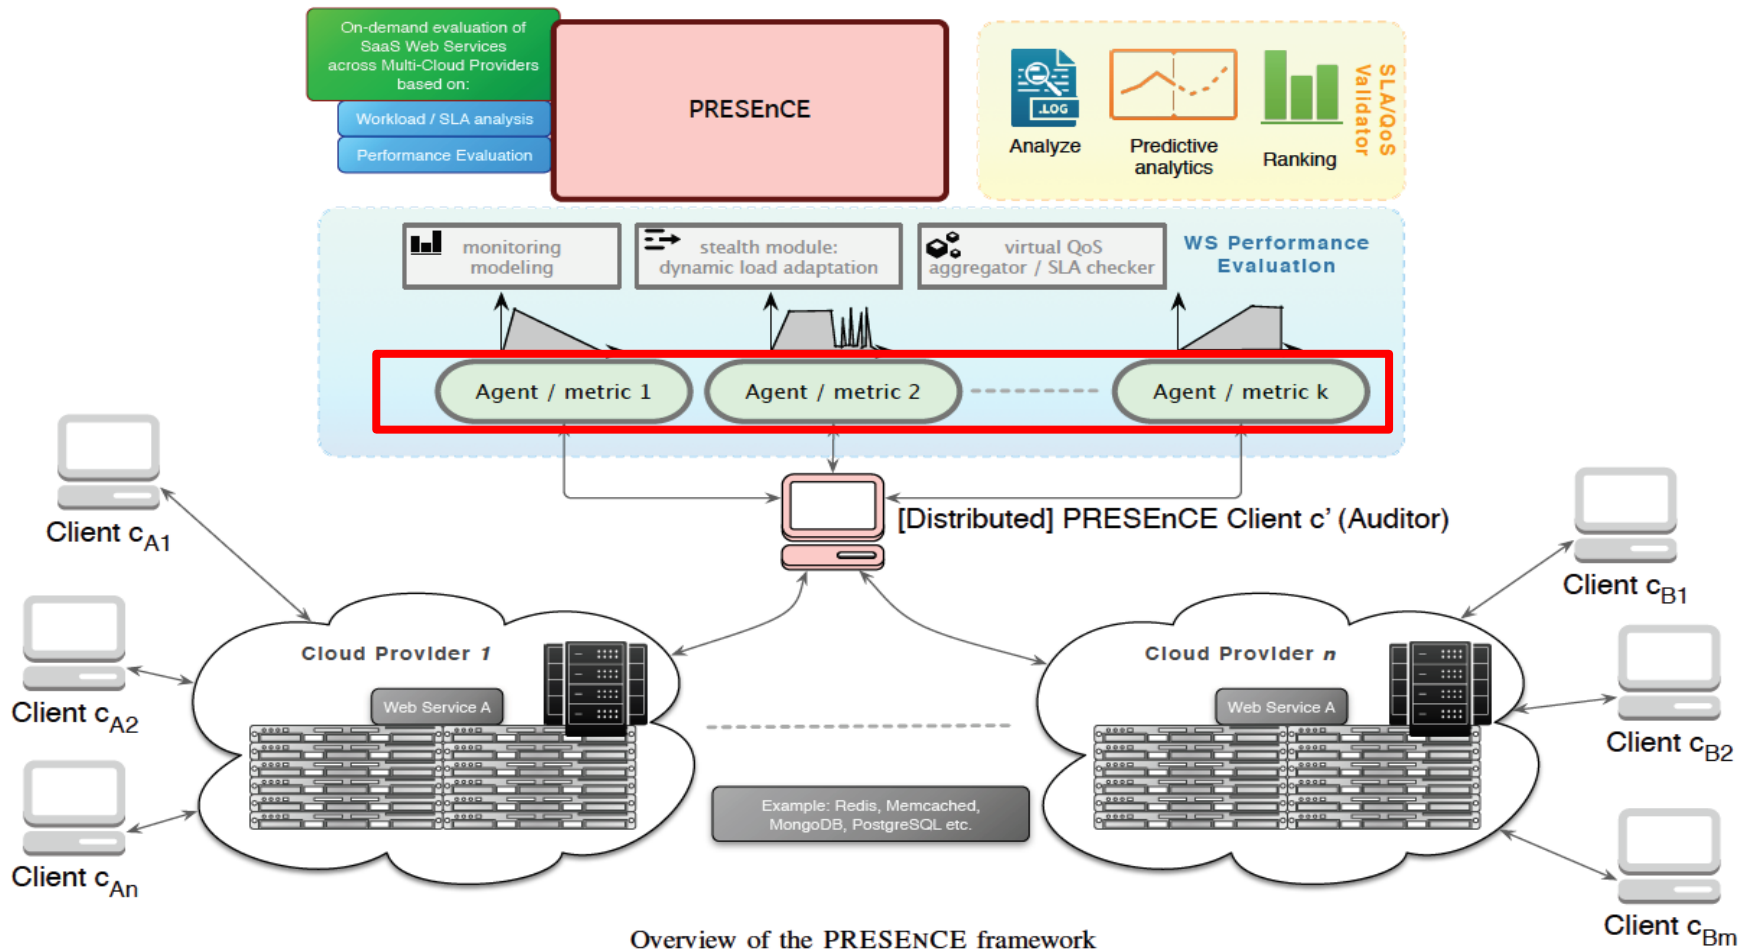 On-demand evaluation of
SaaS Web Services
across Multi-Cloud Providers
based on:
Workload / SLA analysis
Performance Evaluation
PRESEnCE
.LOG
Analyze
Predictive
analytics
Ranking
SLA/QoS
Validator
monitoring
modeling
stealth module:
dynamic load adaptation
virtual QoS
aggregator / SLA checker
WS Performance
Evaluation
Agent / metric 1
Agent / metric 2
Agent / metric k
[Distributed] PRESEnCE Client c' (Auditor)
Client cA1
Client cA2
Client cAn
Client cB1
Client cB2
Client cBm
Cloud Provider 1
Web Service A
Cloud Provider n
Web Service A
Example: Redis, Memcached,
MongoDB, PostgreSQL etc.
Overview of the PRESENCE framework